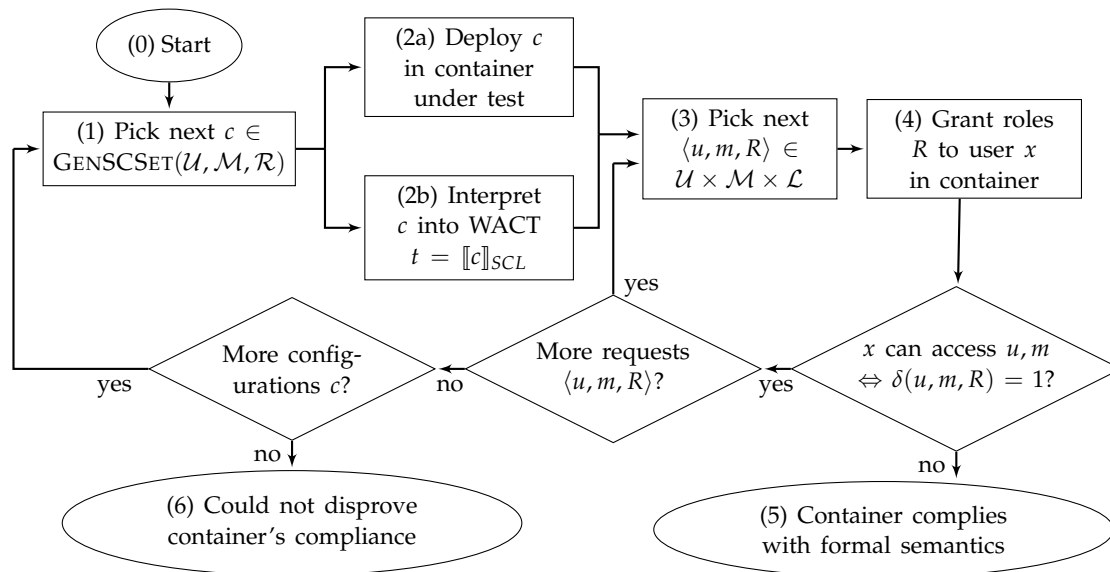 (0) Start
(1) Pick next c ∈
GENSCSET(𝒰, ℳ, ℛ)
(2a) Deploy c
in container
under test
(2b) Interpret
c into WACT
t = ⟦c⟧SCL
(3) Pick next
⟨u, m, R⟩ ∈
𝒰 × ℳ × ℒ
(4) Grant roles
R to user x
in container
x can access u, m
⇔ δ(u, m, R) = 1?
yes
no
More requests
⟨u, m, R⟩?
yes
no
More config-
urations c?
yes
no
(6) Could not disprove
container's compliance
(5) Container complies
with formal semantics